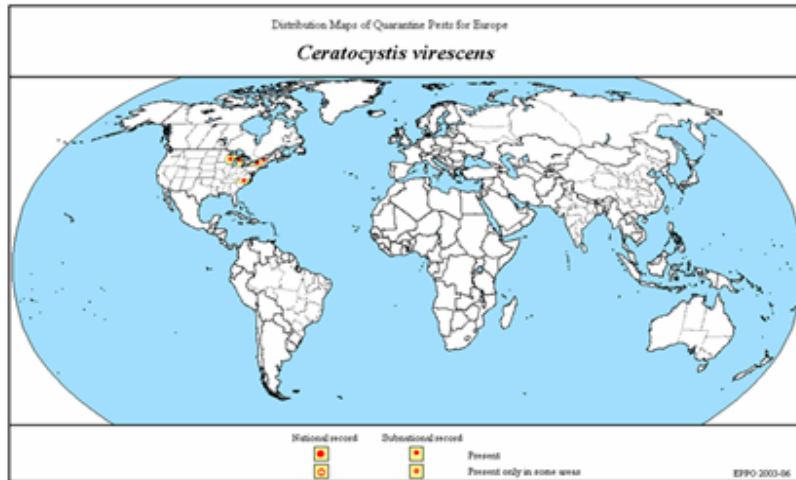 Distribution Maps of Quarantine Pests for Europe
Ceratocystis virescens
National record Subnational record
Present
Present only in some areas
EPPO 2003-06